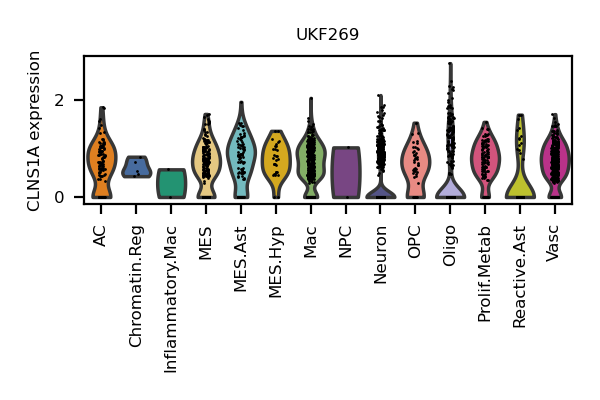 UKF269
CLNS1A expression
2
0
AC
Chromatin.Reg
Inflammatory.Mac
MES
MES.Ast
MES.Hyp
Mac
NPC
Neuron
OPC
Oligo
Prolif.Metab
Reactive.Ast
Vasc